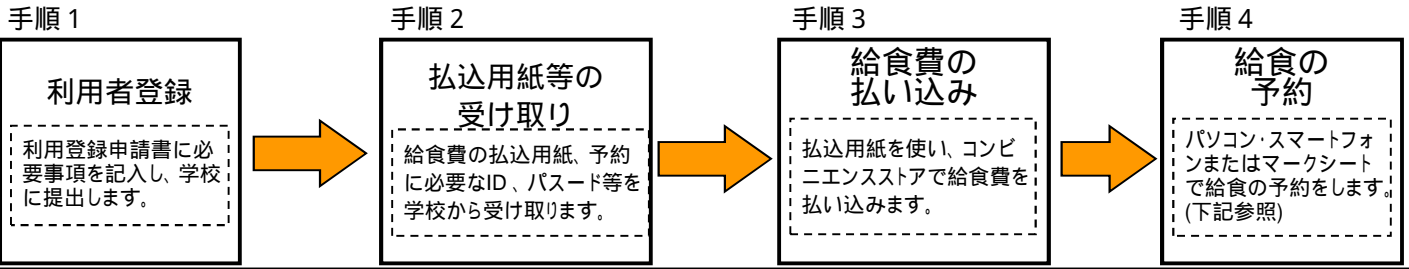 手順1
利用者登録
利用登録申請書に必
要事項を記入し、学校
に提出します。
手順2
払込用紙等の
受け取り
給食費の払込用紙、予約
に必要なID、パスード等を
学校から受け取ります。
手順3
給食費の
払い込み
払込用紙を使い、コンビ
ニエンスストアで給食費を
払い込みます。
手順4
給食の
予約
パソコン・スマートフォ
ンまたはマークシート
で給食の予約をします。
(下記参照)